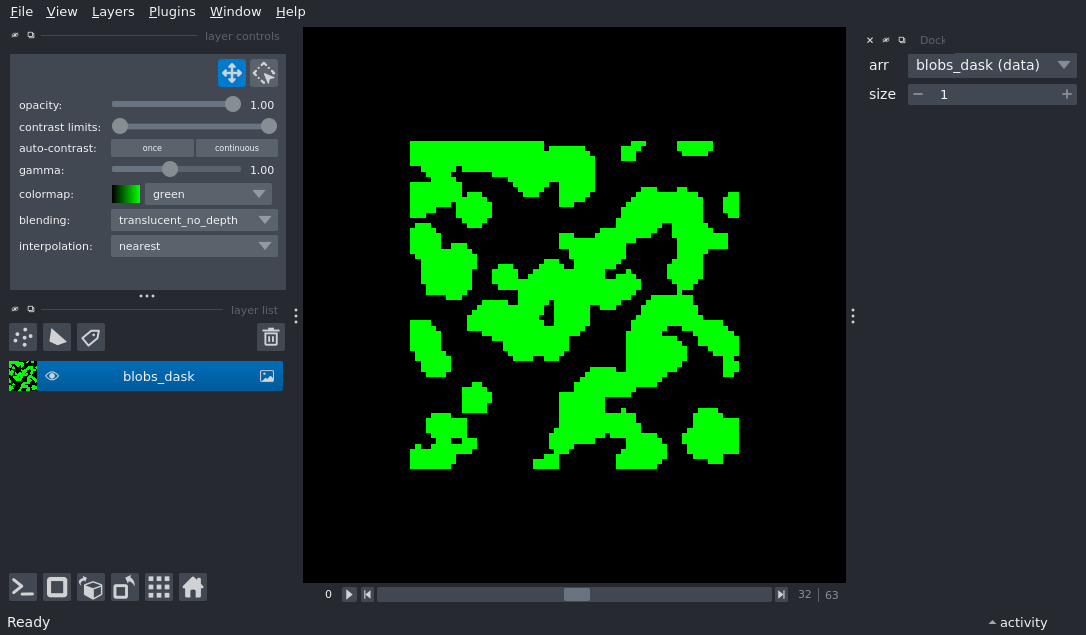 File View Layers Plugins Window Help
layer controls
opacity: 1.00
contrast limits:
auto-contrast: once continuous
gamma: 1.00
colormap: green
blending: translucent_no_depth
interpolation: nearest
layer list
blobs_dask
0 32 63
Dock
arr blobs_dask (data)
size 1
Ready
activity